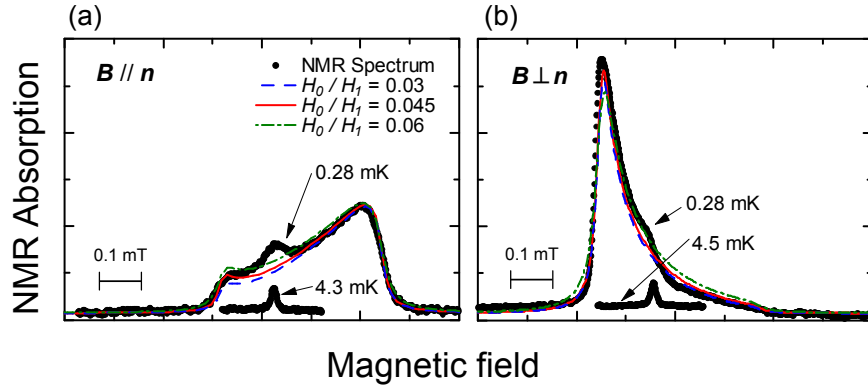 (a)
(b)
B // n
NMR Spectrum
H₀ / H₁ = 0.03
H₀ / H₁ = 0.045
H₀ / H₁ = 0.06
0.28 mK
0.1 mT
4.3 mK
B ⊥ n
0.28 mK
4.5 mK
0.1 mT
NMR Absorption
Magnetic field